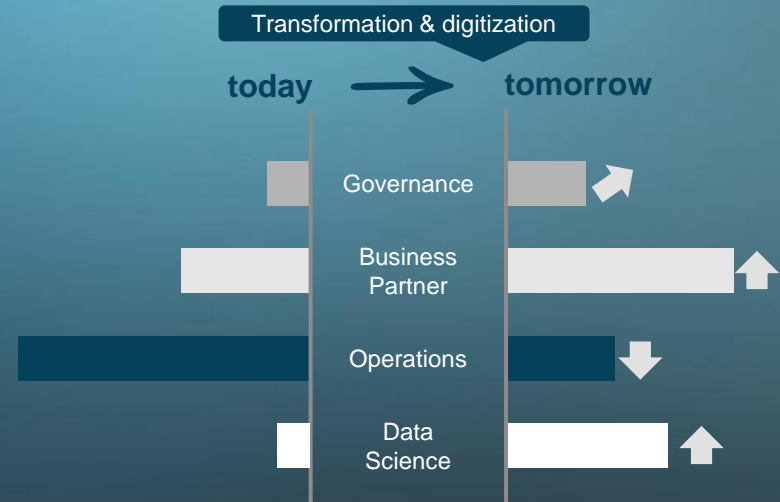 Transformation & digitization
today
tomorrow
Governance
Business
Partner
Operations
Data
Science